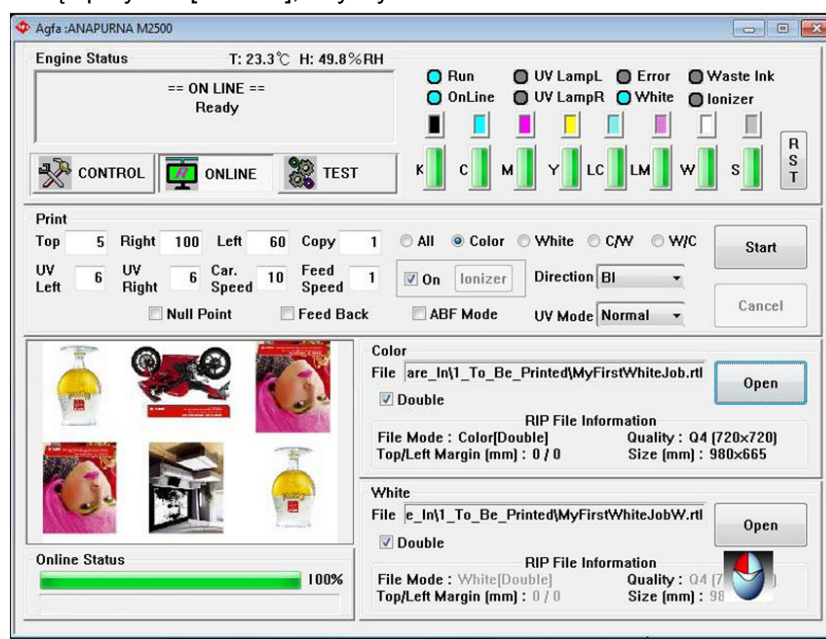 Agfa :ANAPURNA M2500
Engine Status T: 23.3℃ H: 49.8%RH
== ON LINE ==
Ready
Run UV LampL Error Waste Ink
OnLine UV LampR White Ionizer
K C M Y LC LM W S
RST
CONTROL ONLINE TEST
Print
Top 5 Right 100 Left 60 Copy 1 All Color White C/W W/C Start
UV Left 6 UV Right 6 Car. Speed 10 Feed Speed 1 On Ionizer Direction BI
Null Point Feed Back ABF Mode UV Mode Normal Cancel
Color
File are_In\1_To_Be_Printed\MyFirstWhiteJob.rtl Open
Double
RIP File Information
File Mode : Color[Double] Quality : Q4 (720x720)
Top/Left Margin (mm) : 0 / 0 Size (mm) : 980x665
White
File e_In\1_To_Be_Printed\MyFirstWhiteJobW.rtl Open
Double
RIP File Information
File Mode : White[Double] Quality : Q4
Top/Left Margin (mm) : 0 / 0 Size (mm) :
Online Status
100%